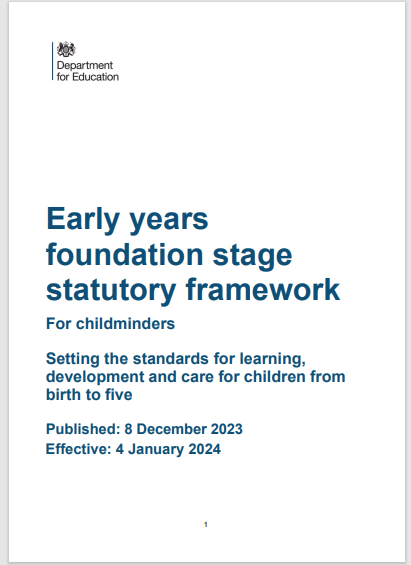 Department
for Education
Early years
foundation stage
statutory framework
For childminders
Setting the standards for learning,
development and care for children from
birth to five
Published: 8 December 2023
Effective: 4 January 2024
1